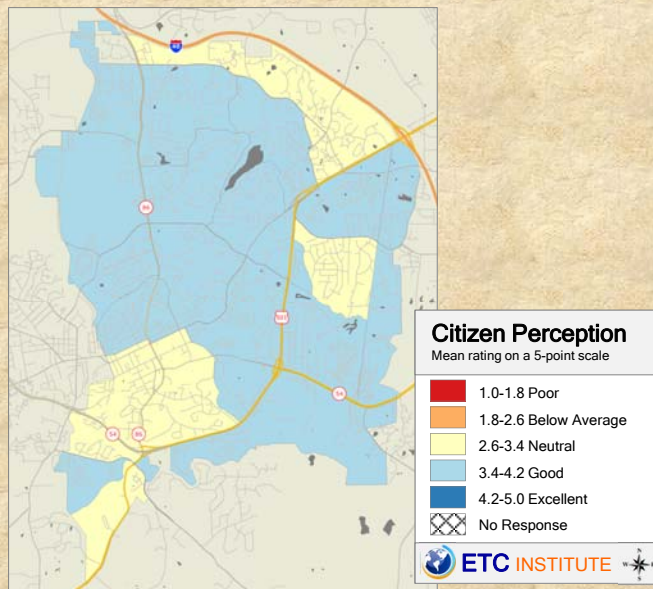 40
86
501
54
54
86
Citizen Perception
Mean rating on a 5-point scale
1.0-1.8 Poor
1.8-2.6 Below Average
2.6-3.4 Neutral
3.4-4.2 Good
4.2-5.0 Excellent
No Response
ETC INSTITUTE
N
W
S